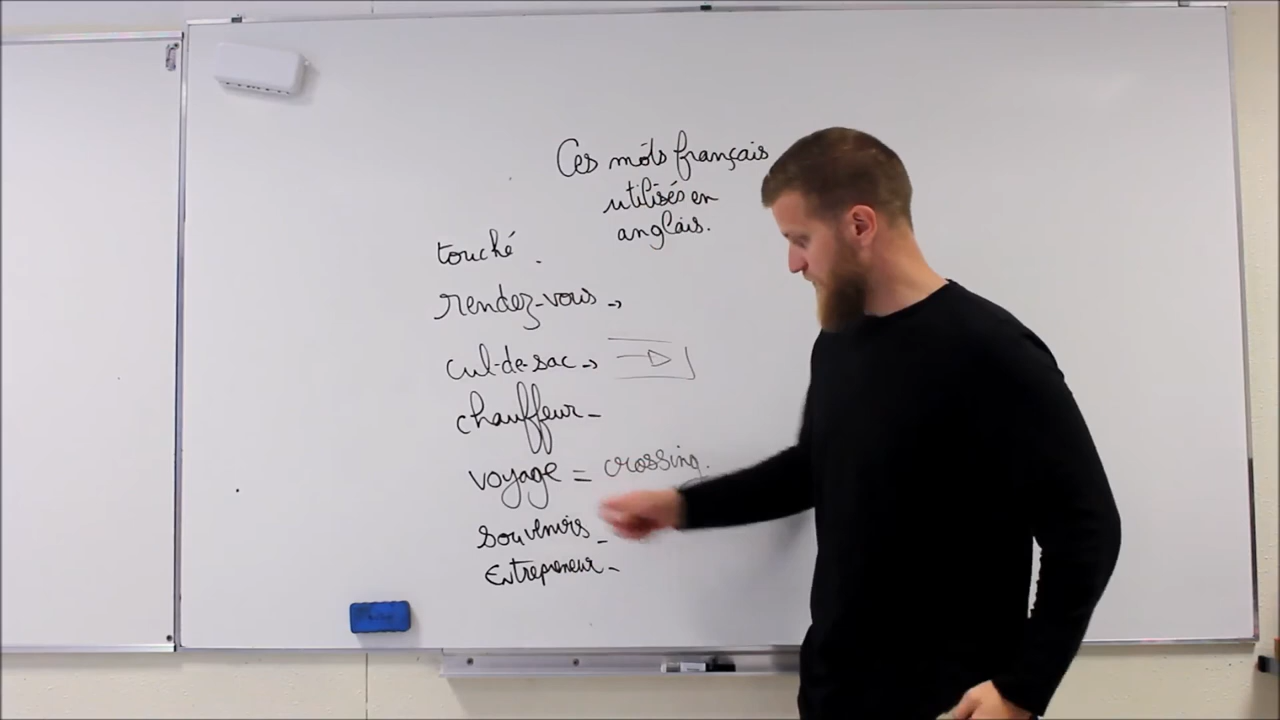 Ces mots français
utilisés en
anglais.
touché.
rendez-vous →
cul-de-sac →
chauffeur -
voyage = crossing.
Souvenirs -
Entrepreneur -